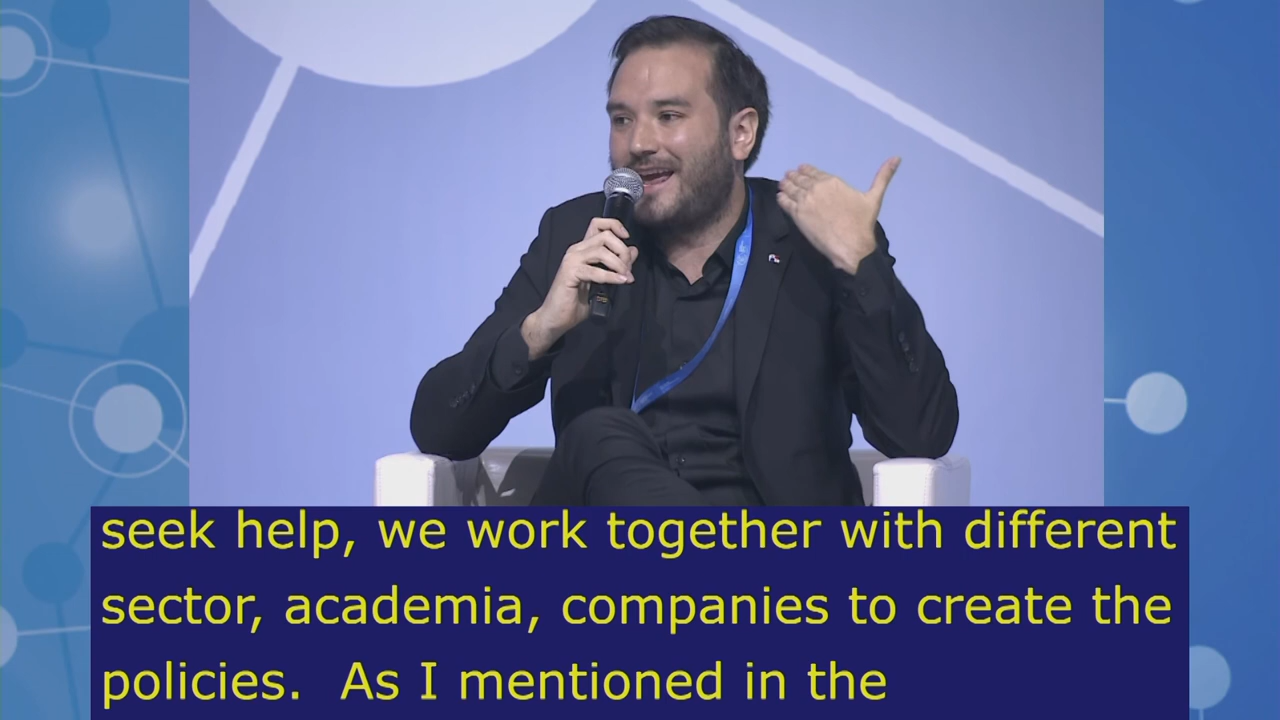 seek help, we work together with different
sector, academia, companies to create the
policies.  As I mentioned in the